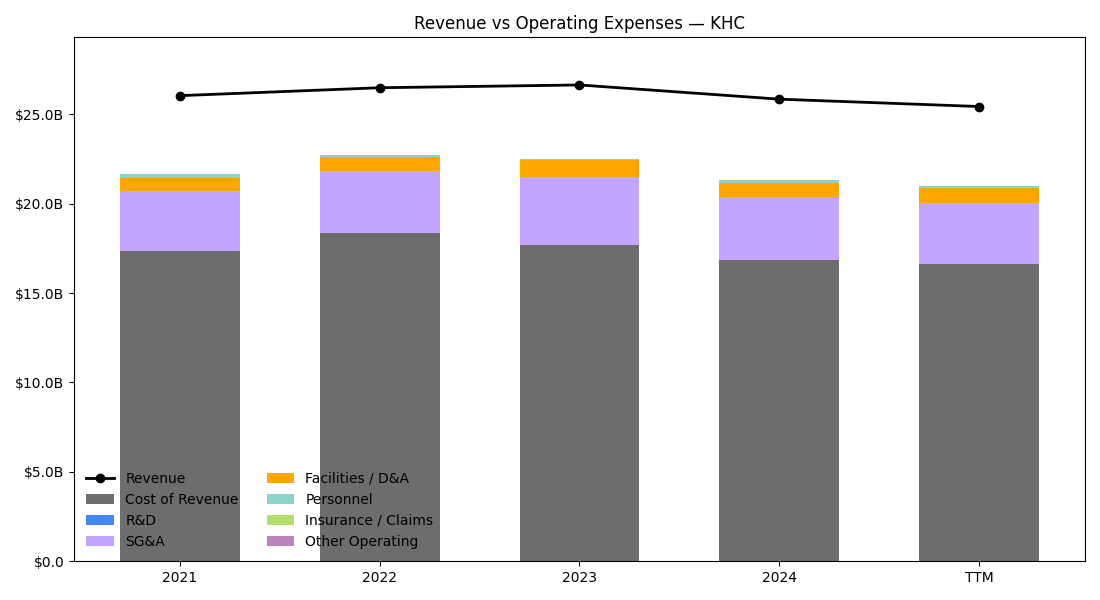 Revenue vs Operating Expenses — KHC
$25.0B
$20.0B
$15.0B
$10.0B
$5.0B
$0.0
Revenue
Cost of Revenue
R&D
SG&A
Facilities / D&A
Personnel
Insurance / Claims
Other Operating
2021
2022
2023
2024
TTM